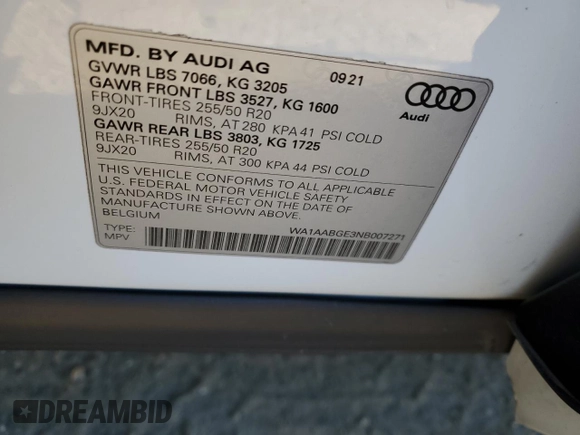 MFD. BY AUDI AG 09 21
GVWR LBS 7066, KG 3205
GAWR FRONT LBS 3527, KG 1600
FRONT-TIRES 255/50 R20
9JX20 RIMS, AT 280 KPA 41 PSI COLD
GAWR REAR LBS 3803, KG 1725
REAR-TIRES 255/50 R20
9JX20 RIMS, AT 300 KPA 44 PSI COLD
Audi
THIS VEHICLE CONFORMS TO ALL APPLICABLE
U.S. FEDERAL MOTOR VEHICLE SAFETY
STANDARDS IN EFFECT ON THE DATE OF
MANUFACTURE SHOWN ABOVE.
BELGIUM
TYPE: WA1AABGE3NB007271
MPV
DREAMBID